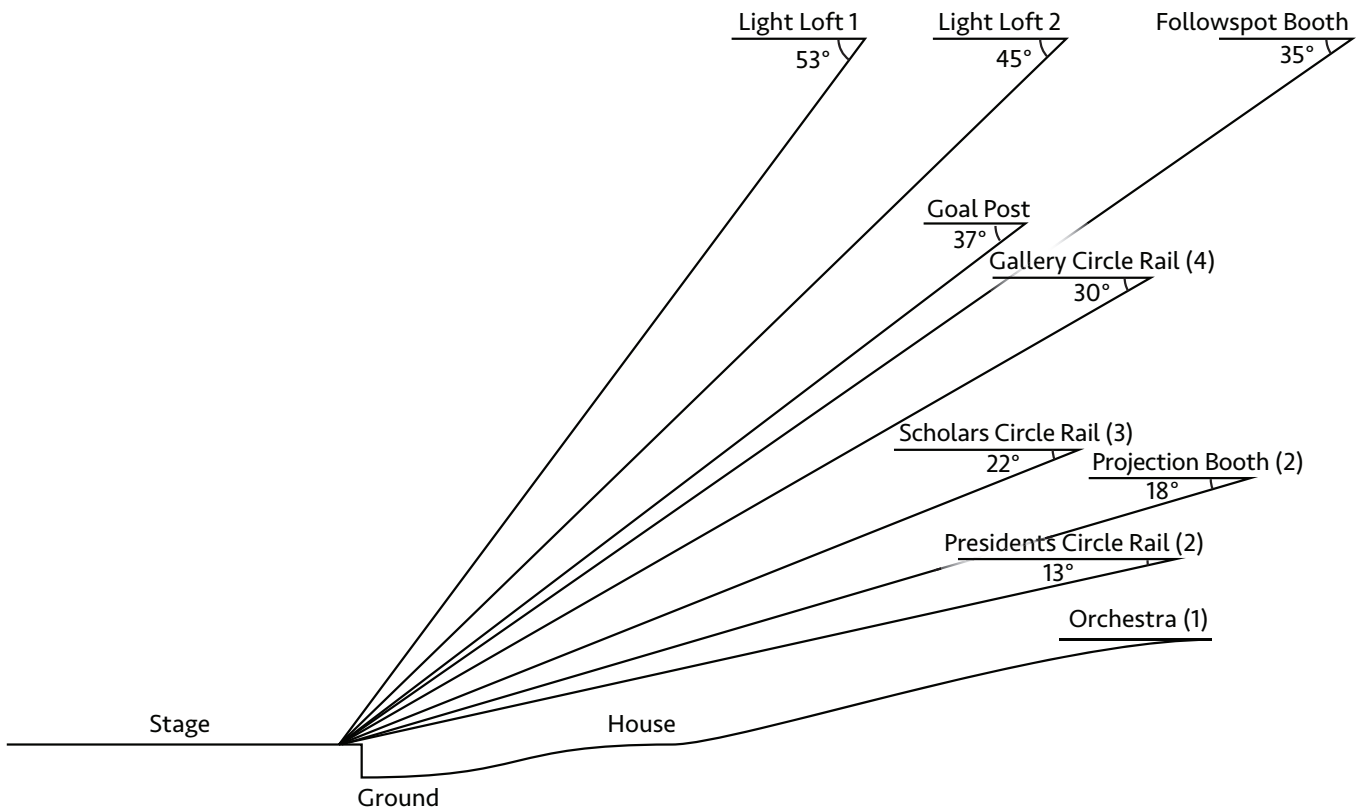 Light Loft 1
53°
Light Loft 2
45°
Followspot Booth
35°
Goal Post
37°
Gallery Circle Rail (4)
30°
Scholars Circle Rail (3)
22°
Projection Booth (2)
18°
Presidents Circle Rail (2)
13°
Orchestra (1)
Stage
House
Ground